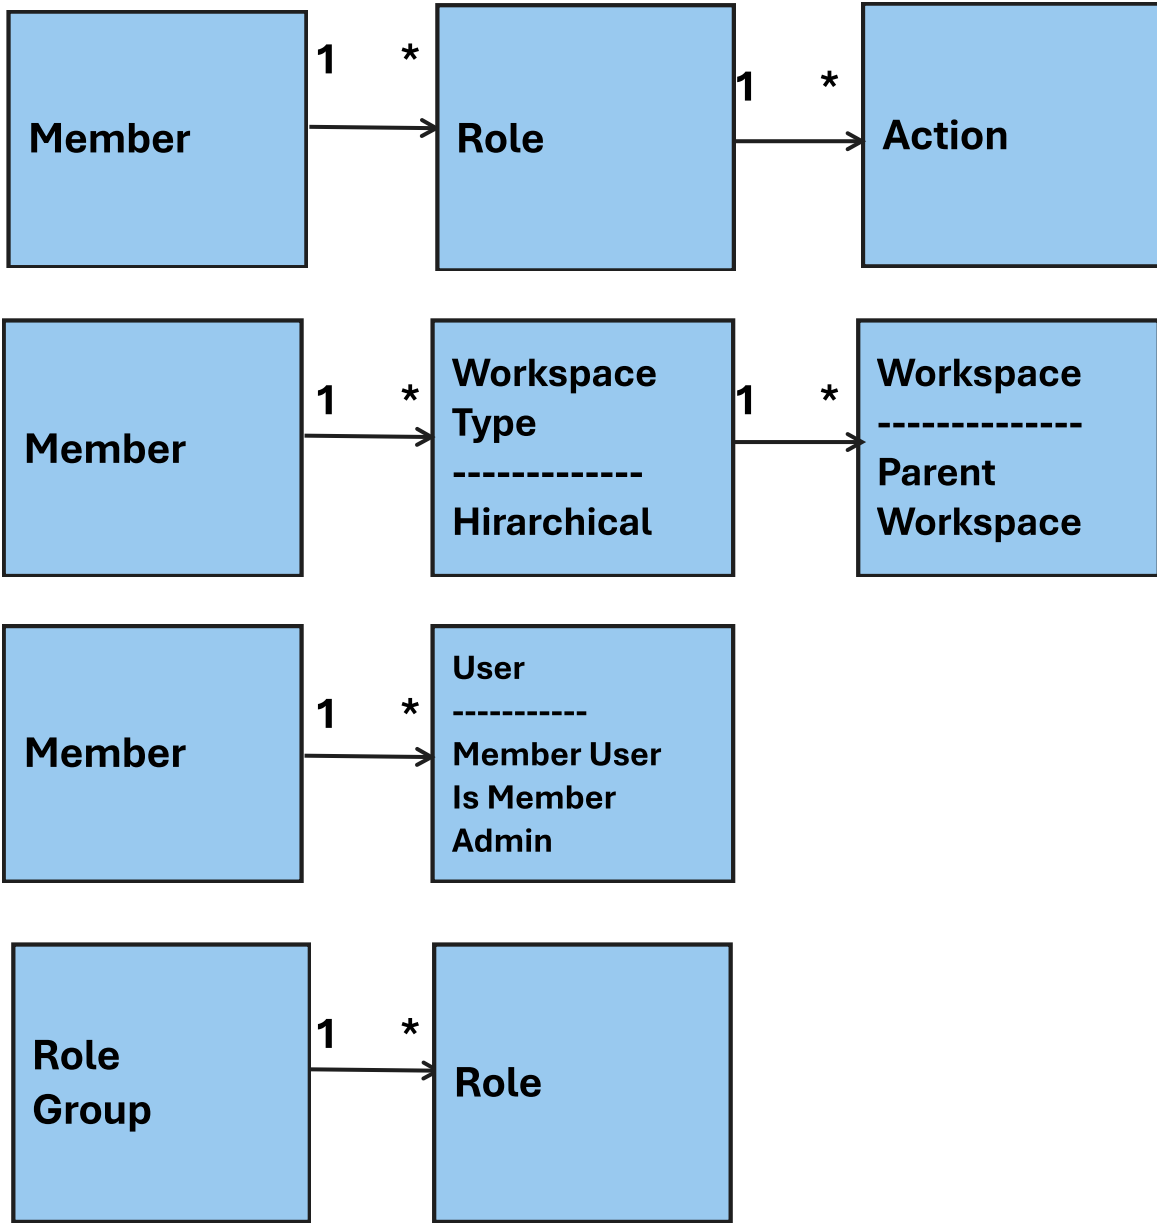 Member
1 *
Role
1 *
Action
Member
1 *
Workspace
Type
-------------
Hirarchical
1 *
Workspace
--------------
Parent
Workspace
Member
1 *
User
-----------
Member User
Is Member
Admin
Role
Group
1 *
Role